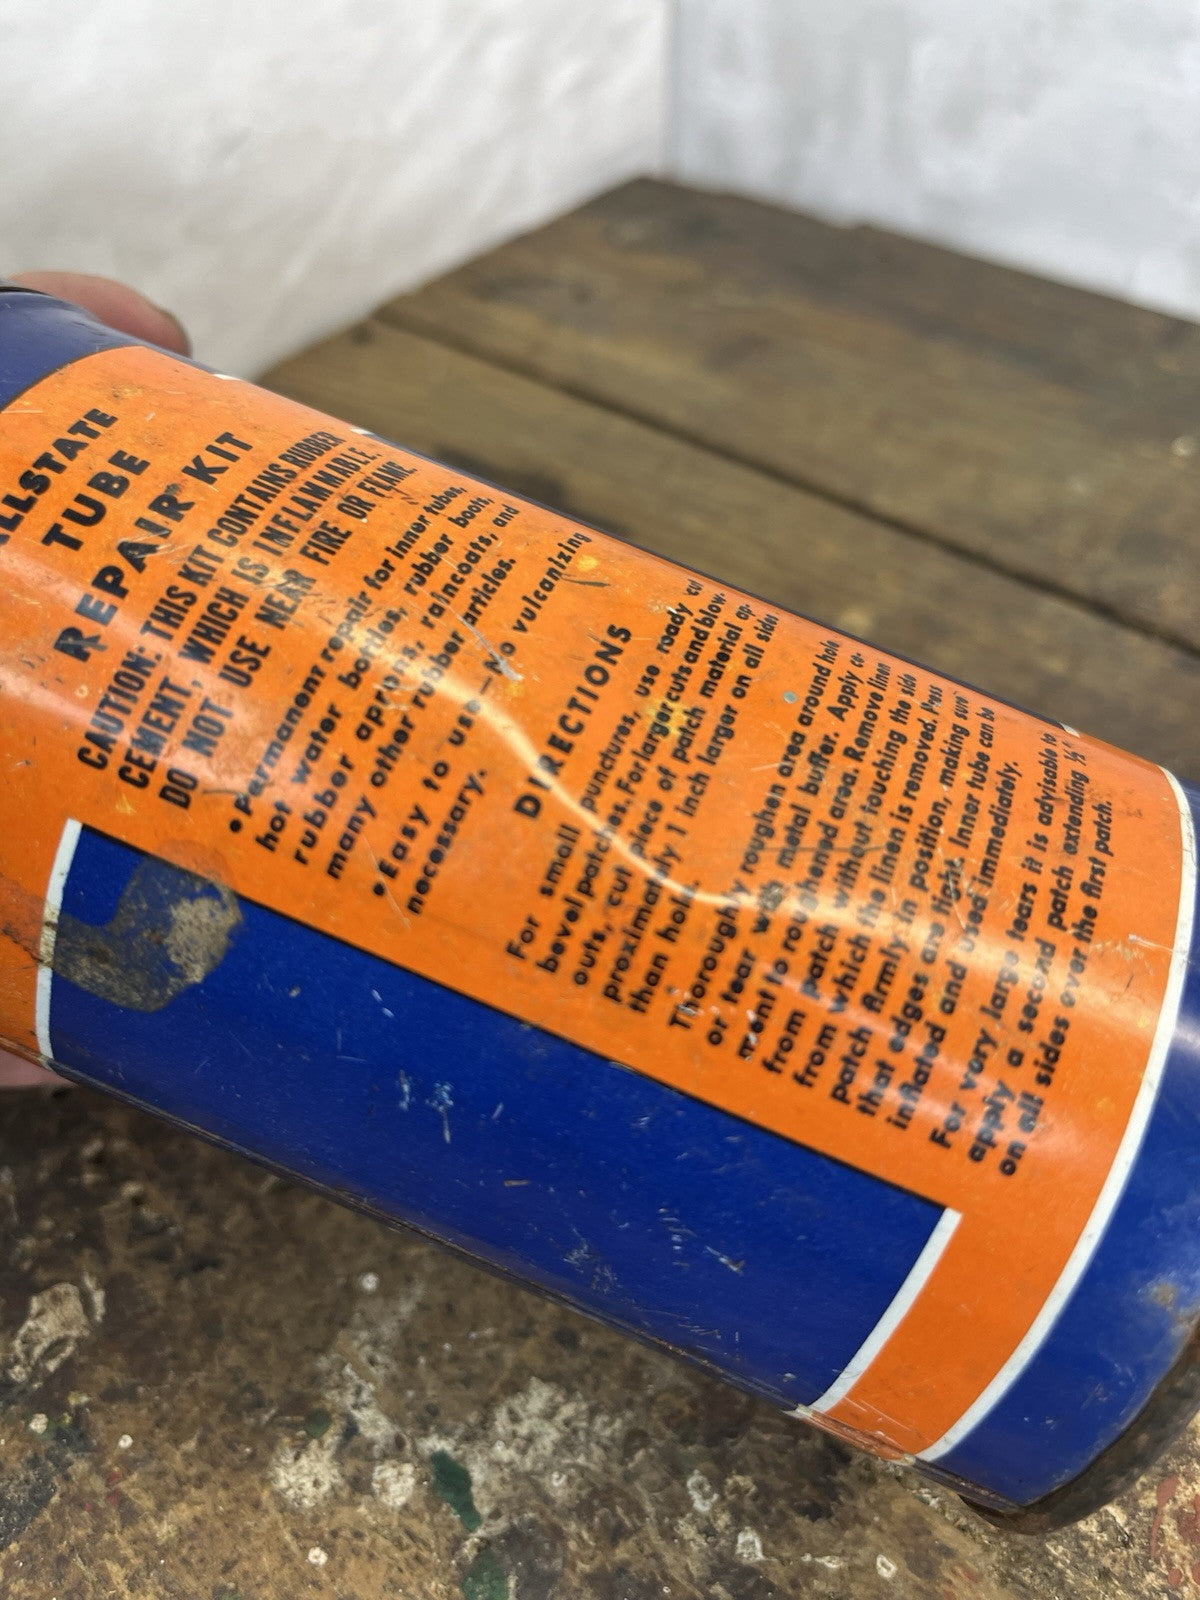 ALLSTATE
TUBE
REPAIR KIT
CAUTION: THIS KIT CONTAINS RUBBER
CEMENT, WHICH IS INFLAMMABLE.
DO NOT USE NEAR FIRE OR FLAME.
• Permanent repair for inner tubes,
hot water bottles, rubber boots,
rubber aprons, raincoats, and
many other rubber articles.
• Easy to use—No vulcanizing
necessary.
DIRECTIONS
For small punctures, use ready cut
bevel patches. For larger cuts and blow-
outs, cut piece of patch material ap-
proximately 1 inch larger on all sides
than hole.
Thoroughly roughen area around hole
or tear with metal buffer. Apply ce-
ment to roughened area. Remove linen
from patch without touching the side
from which the linen is removed. Press
patch firmly in position, making sure
that edges are tight. Inner tube can be
inflated and used immediately.
For very large tears it is advisable to
apply a second patch extending ½"
on all sides over the first patch.